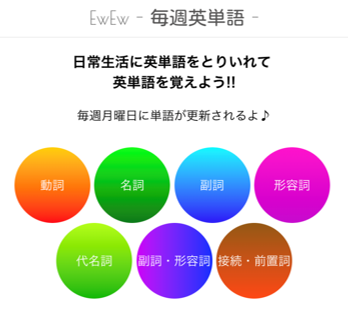 EwEw - 毎週英単語 -
日常生活に英単語をとりいれて
英単語を覚えよう!!
毎週月曜日に単語が更新されるよ♪
動詞 名詞 副詞 形容詞
代名詞 副詞・形容詞 接続・前置詞